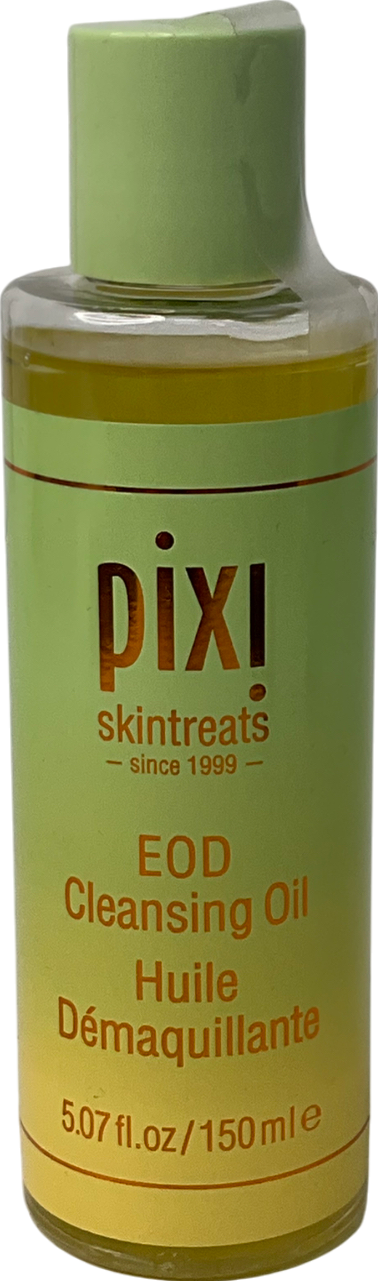 pixi
skintreats
– since 1999 –
EOD
Cleansing Oil
Huile
Démaquillante
5.07 fl.oz/150ml e